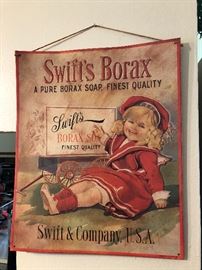 Swift's Borax
A PURE BORAX SOAP. FINEST QUALITY
Swift's
BORAX SOAP
FINEST QUALITY
Swift & Company, U.S.A.